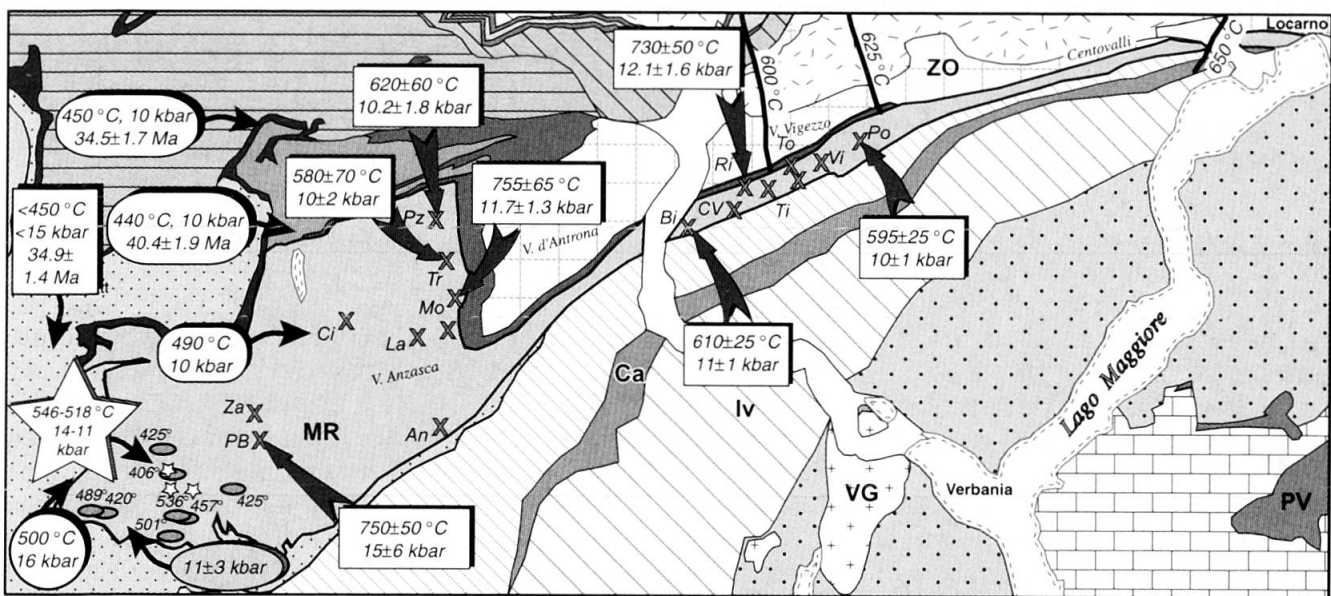 Locarno
730±50 °C
12.1±1.6 kbar
600 °C
625 °C
ZO
Centovalli
650 °C
620±60 °C
10.2±1.8 kbar
450 °C, 10 kbar
34.5±1.7 Ma
V. Vigezzo
To
Po
Vi
Ri
580±70 °C
10±2 kbar
755±65 °C
11.7±1.3 kbar
<450 °C
<15 kbar
34.9±
1.4 Ma
440 °C, 10 kbar
40.4±1.9 Ma
Pz
V. d'Antrona
Bi
CV
Ti
595±25 °C
10±1 kbar
Tr
Mo
490 °C
10 kbar
Ci
La
V. Anzasca
610±25 °C
11±1 kbar
Ca
Iv
Lago Maggiore
546-518 °C
14-11
kbar
Za
PB
MR
An
425°
406°
489°
420°
536°
457°
425°
501°
500 °C
16 kbar
11±3 kbar
750±50 °C
15±6 kbar
VG
Verbania
PV